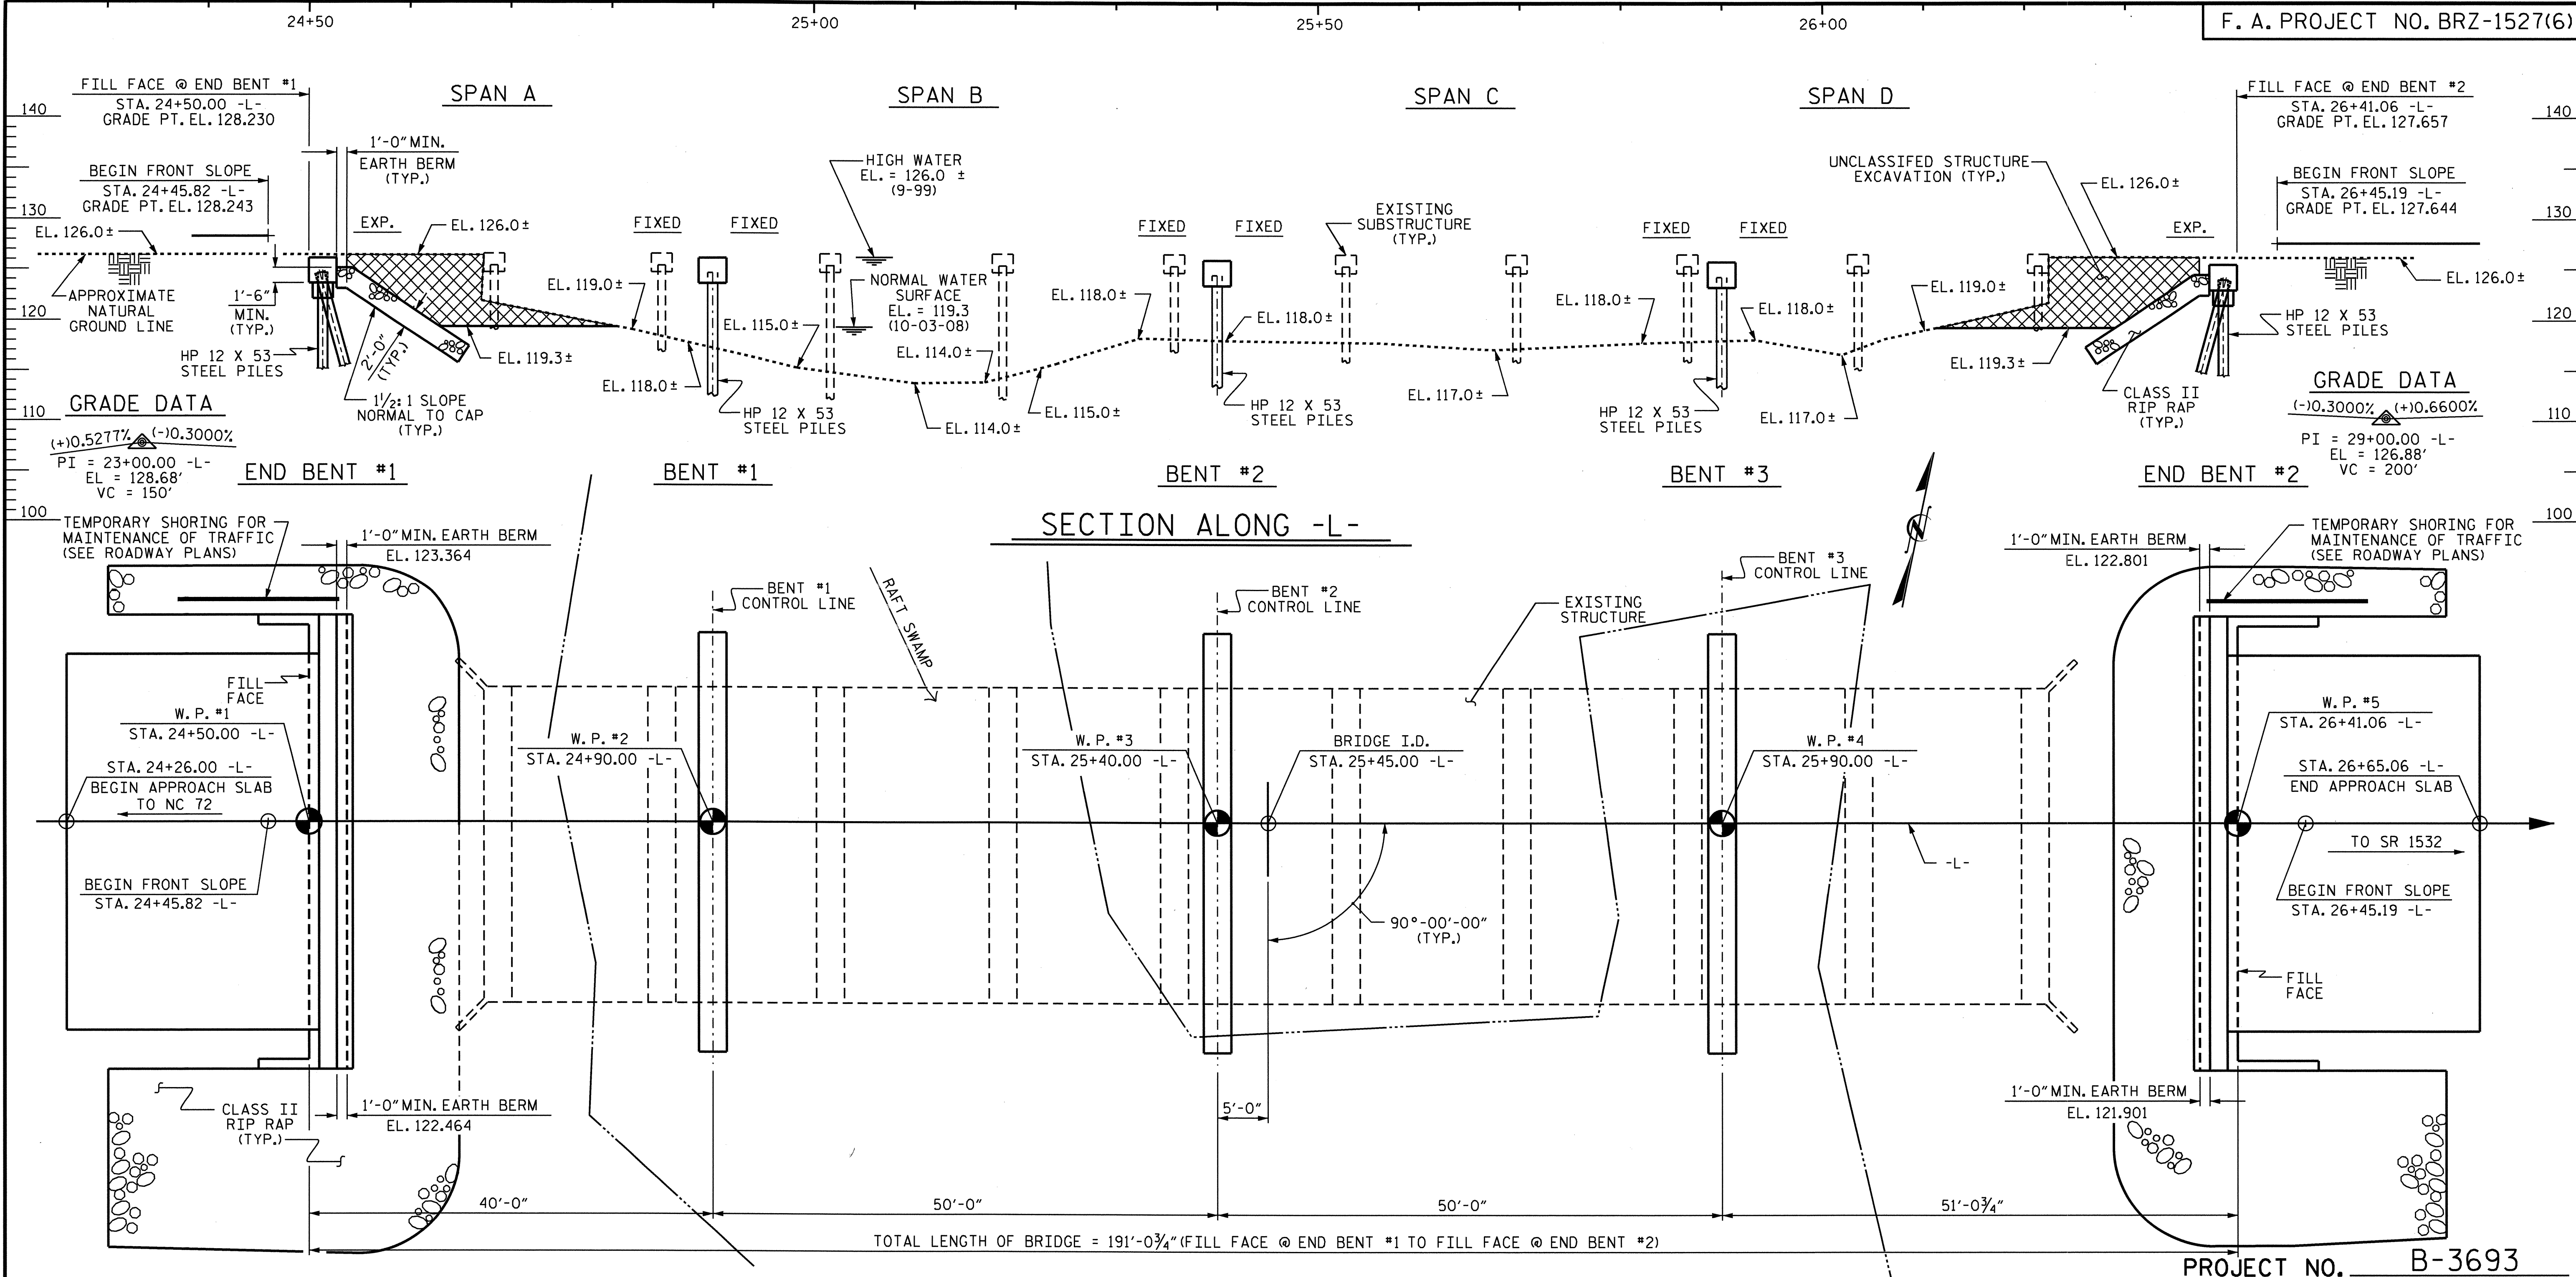 24+50
25+00
25+50
26+00
F. A. PROJECT NO. BRZ-1527(6)
FILL FACE @ END BENT #1
STA. 24+50.00 -L-
GRADE PT. EL. 128.230
SPAN A
SPAN B
SPAN C
SPAN D
FILL FACE @ END BENT #2
STA. 26+41.06 -L-
GRADE PT. EL. 127.657
140
140
1'-0" MIN.
EARTH BERM
(TYP.)
BEGIN FRONT SLOPE
STA. 24+45.82 -L-
GRADE PT. EL. 128.243
HIGH WATER
EL. = 126.0 ±
(9-99)
UNCLASSIFED STRUCTURE
EXCAVATION (TYP.)
EL. 126.0±
BEGIN FRONT SLOPE
STA. 26+45.19 -L-
GRADE PT. EL. 127.644
130
130
EL. 126.0±
EXP.
EL. 126.0±
FIXED
FIXED
FIXED
FIXED
EXISTING
SUBSTRUCTURE
(TYP.)
FIXED
FIXED
EXP.
APPROXIMATE
NATURAL
GROUND LINE
1'-6"
MIN.
(TYP.)
EL. 119.0±
NORMAL WATER
SURFACE
EL. = 119.3
(10-03-08)
EL. 118.0±
EL. 118.0±
EL. 118.0±
EL. 118.0±
EL. 119.0±
EL. 126.0±
120
120
HP 12 X 53
STEEL PILES
2'-0"
(TYP.)
EL. 119.3±
EL. 115.0±
EL. 114.0±
EL. 119.3±
HP 12 X 53
STEEL PILES
EL. 118.0±
1 1/2:1 SLOPE
NORMAL TO CAP
(TYP.)
HP 12 X 53
STEEL PILES
EL. 114.0±
EL. 115.0±
HP 12 X 53
STEEL PILES
EL. 117.0±
HP 12 X 53
STEEL PILES
EL. 117.0±
CLASS II
RIP RAP
(TYP.)
110
110
GRADE DATA
(+)0.5277% (-)0.3000%
PI = 23+00.00 -L-
EL = 128.68'
VC = 150'
GRADE DATA
(-)0.3000% (+)0.6600%
PI = 29+00.00 -L-
EL = 126.88'
VC = 200'
END BENT #1
BENT #1
BENT #2
BENT #3
END BENT #2
100
100
SECTION ALONG -L-
N
TEMPORARY SHORING FOR
MAINTENANCE OF TRAFFIC
(SEE ROADWAY PLANS)
1'-0" MIN. EARTH BERM
EL. 123.364
1'-0" MIN. EARTH BERM
EL. 122.801
TEMPORARY SHORING FOR
MAINTENANCE OF TRAFFIC
(SEE ROADWAY PLANS)
BENT #1
CONTROL LINE
RAFT SWAMP
BENT #2
CONTROL LINE
EXISTING
STRUCTURE
BENT #3
CONTROL LINE
FILL
FACE
W. P. #1
STA. 24+50.00 -L-
W. P. #2
STA. 24+90.00 -L-
W. P. #3
STA. 25+40.00 -L-
BRIDGE I.D.
STA. 25+45.00 -L-
W. P. #4
STA. 25+90.00 -L-
W. P. #5
STA. 26+41.06 -L-
STA. 24+26.00 -L-
BEGIN APPROACH SLAB
TO NC 72
STA. 26+65.06 -L-
END APPROACH SLAB
TO SR 1532
-L-
BEGIN FRONT SLOPE
STA. 24+45.82 -L-
90°-00'-00"
(TYP.)
BEGIN FRONT SLOPE
STA. 26+45.19 -L-
FILL
FACE
CLASS II
RIP RAP
(TYP.)
1'-0" MIN. EARTH BERM
EL. 122.464
5'-0"
1'-0" MIN. EARTH BERM
EL. 121.901
40'-0"
50'-0"
50'-0"
51'-0 3/4"
TOTAL LENGTH OF BRIDGE = 191'-0 3/4" (FILL FACE @ END BENT #1 TO FILL FACE @ END BENT #2)
PROJECT NO. B-3693